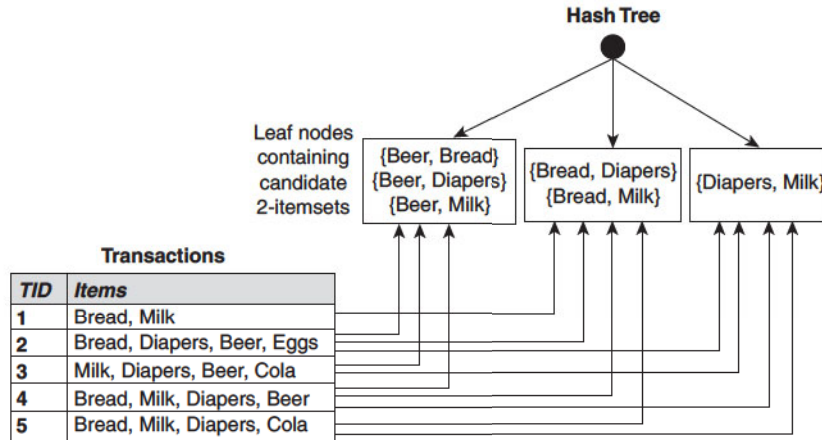 Hash Tree
Leaf nodes
containing
candidate
2-itemsets
{Beer, Bread}
{Beer, Diapers}
{Beer, Milk}
{Bread, Diapers}
{Bread, Milk}
{Diapers, Milk}
Transactions
TID Items
1 Bread, Milk
2 Bread, Diapers, Beer, Eggs
3 Milk, Diapers, Beer, Cola
4 Bread, Milk, Diapers, Beer
5 Bread, Milk, Diapers, Cola